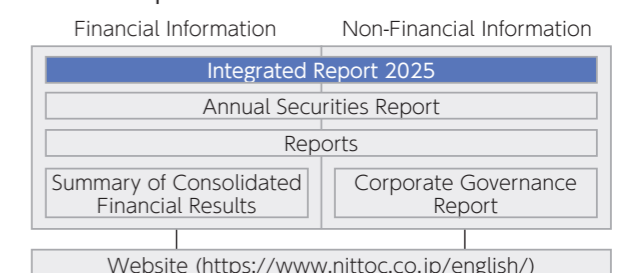 Financial Information
Non-Financial Information
Integrated Report 2025
Annual Securities Report
Reports
Summary of Consolidated
Financial Results
Corporate Governance
Report
Website (https://www.nittoc.co.jp/english/)